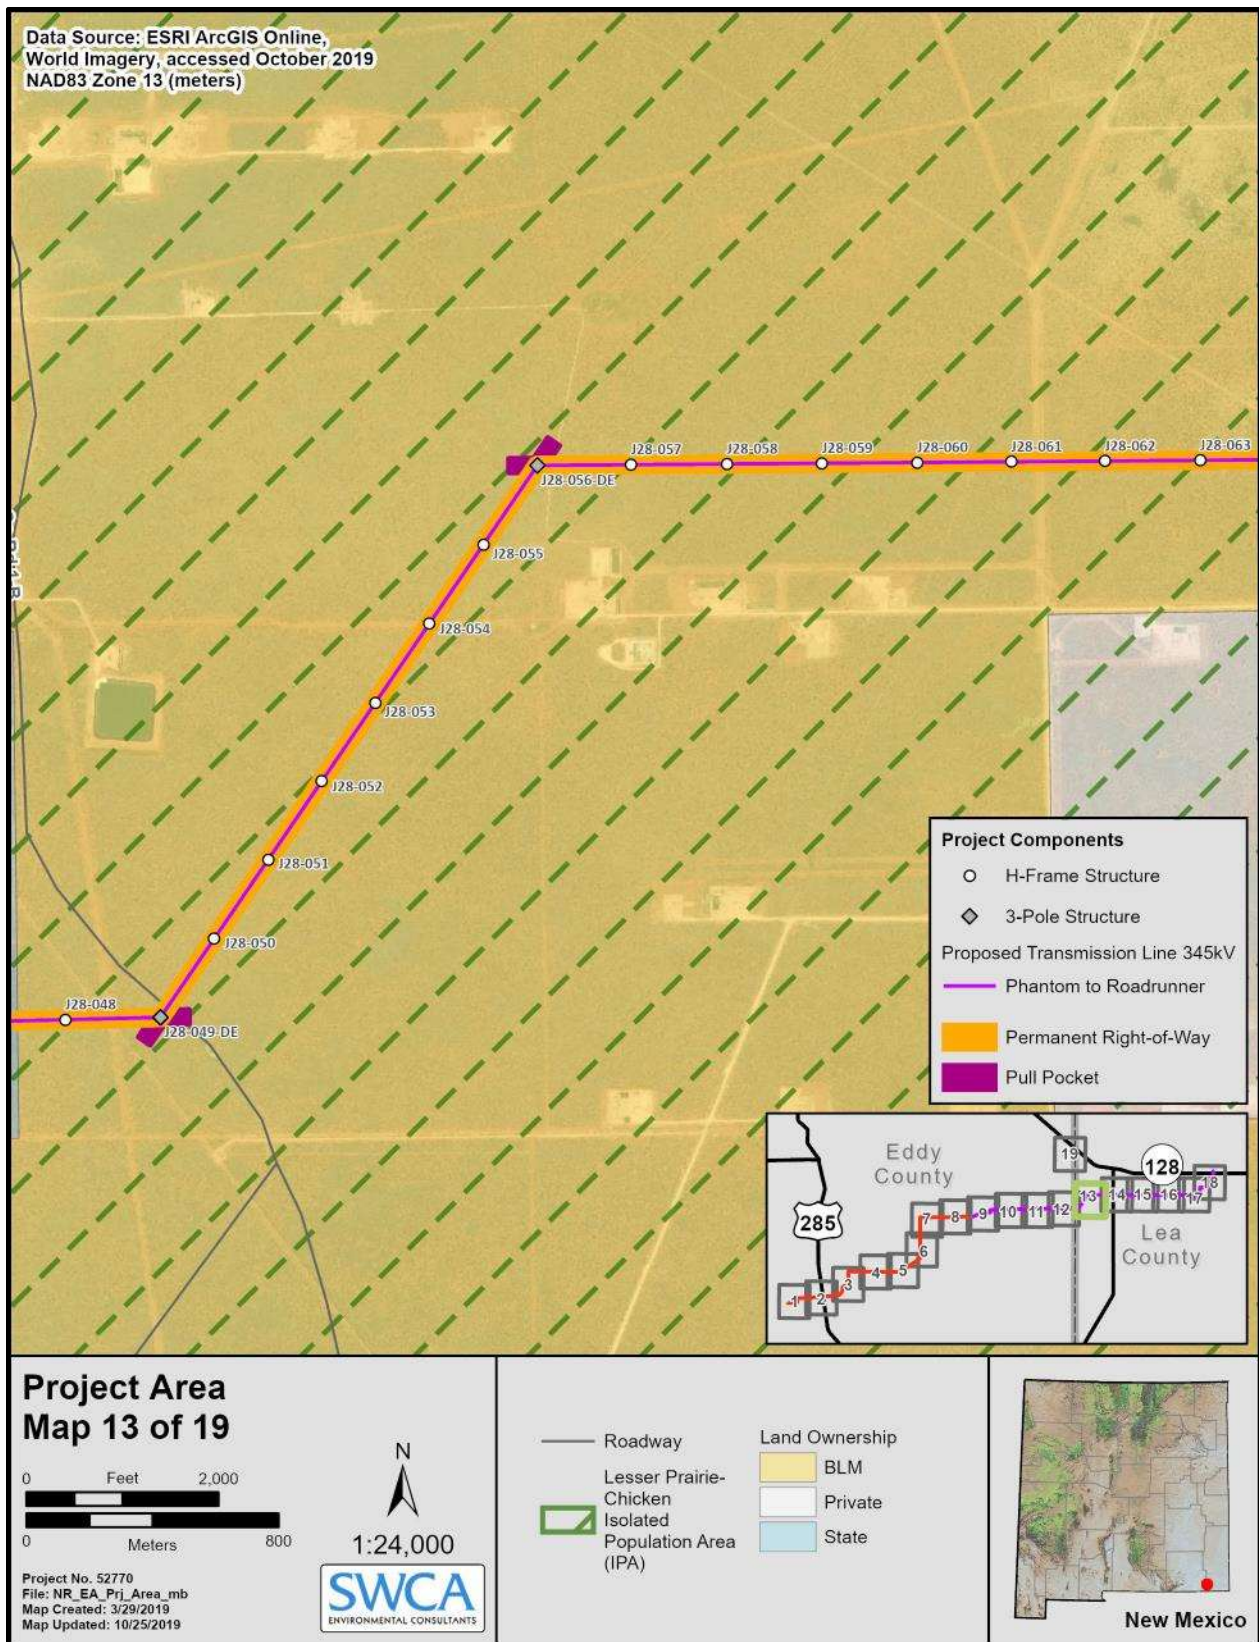 Data Source: ESRI ArcGIS Online,
World Imagery, accessed October 2019
NAD83 Zone 13 (meters)
J28-057
J28-058
J28-059
J28-060
J28-061
J28-062
J28-063
J28-056-DE
J28-055
J28-054
J28-053
J28-052
J28-051
J28-050
J28-048
J28-049-DE
Project Components
H-Frame Structure
3-Pole Structure
Proposed Transmission Line 345kV
Phantom to Roadrunner
Permanent Right-of-Way
Pull Pocket
Eddy
County
19
128
285
7
8
9
10
11
12
13
14
15
16
17
18
6
5
4
3
2
1
Lea
County
Project Area
Map 13 of 19
0 Feet 2,000
0 Meters 800
N
1:24,000
Project No. 52770
File: NR_EA_Prj_Area_mb
Map Created: 3/29/2019
Map Updated: 10/25/2019
SWCA
ENVIRONMENTAL CONSULTANTS
Roadway
Lesser Prairie-
Chicken
Isolated
Population Area
(IPA)
Land Ownership
BLM
Private
State
New Mexico